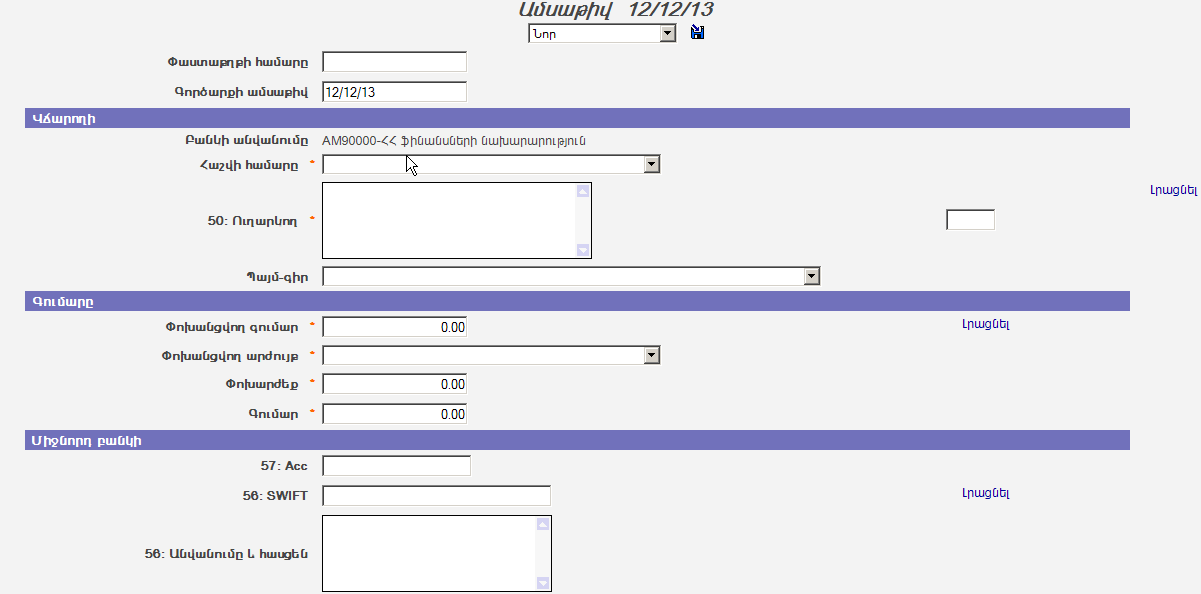 Ամսաթիվ 12/12/13
Նոր
Փաստաթղթի համարը
Գործարքի ամսաթիվ 12/12/13
Վճարողի
Բանկի անվանումը AM90000-ՀՀ ֆինանսների նախարարություն
Հաշվի համարը *
Լրացնել
50: Ուղարկող *
Պայմ-գիր
Գումարը
Փոխանցվող գումար * 0.00 Լրացնել
Փոխանցվող արժույք *
Փոխարժեք * 0.00
Գումար * 0.00
Միջնորդ բանկի
57: Acc
56: SWIFT Լրացնել
56: Անվանումը և հասցեն